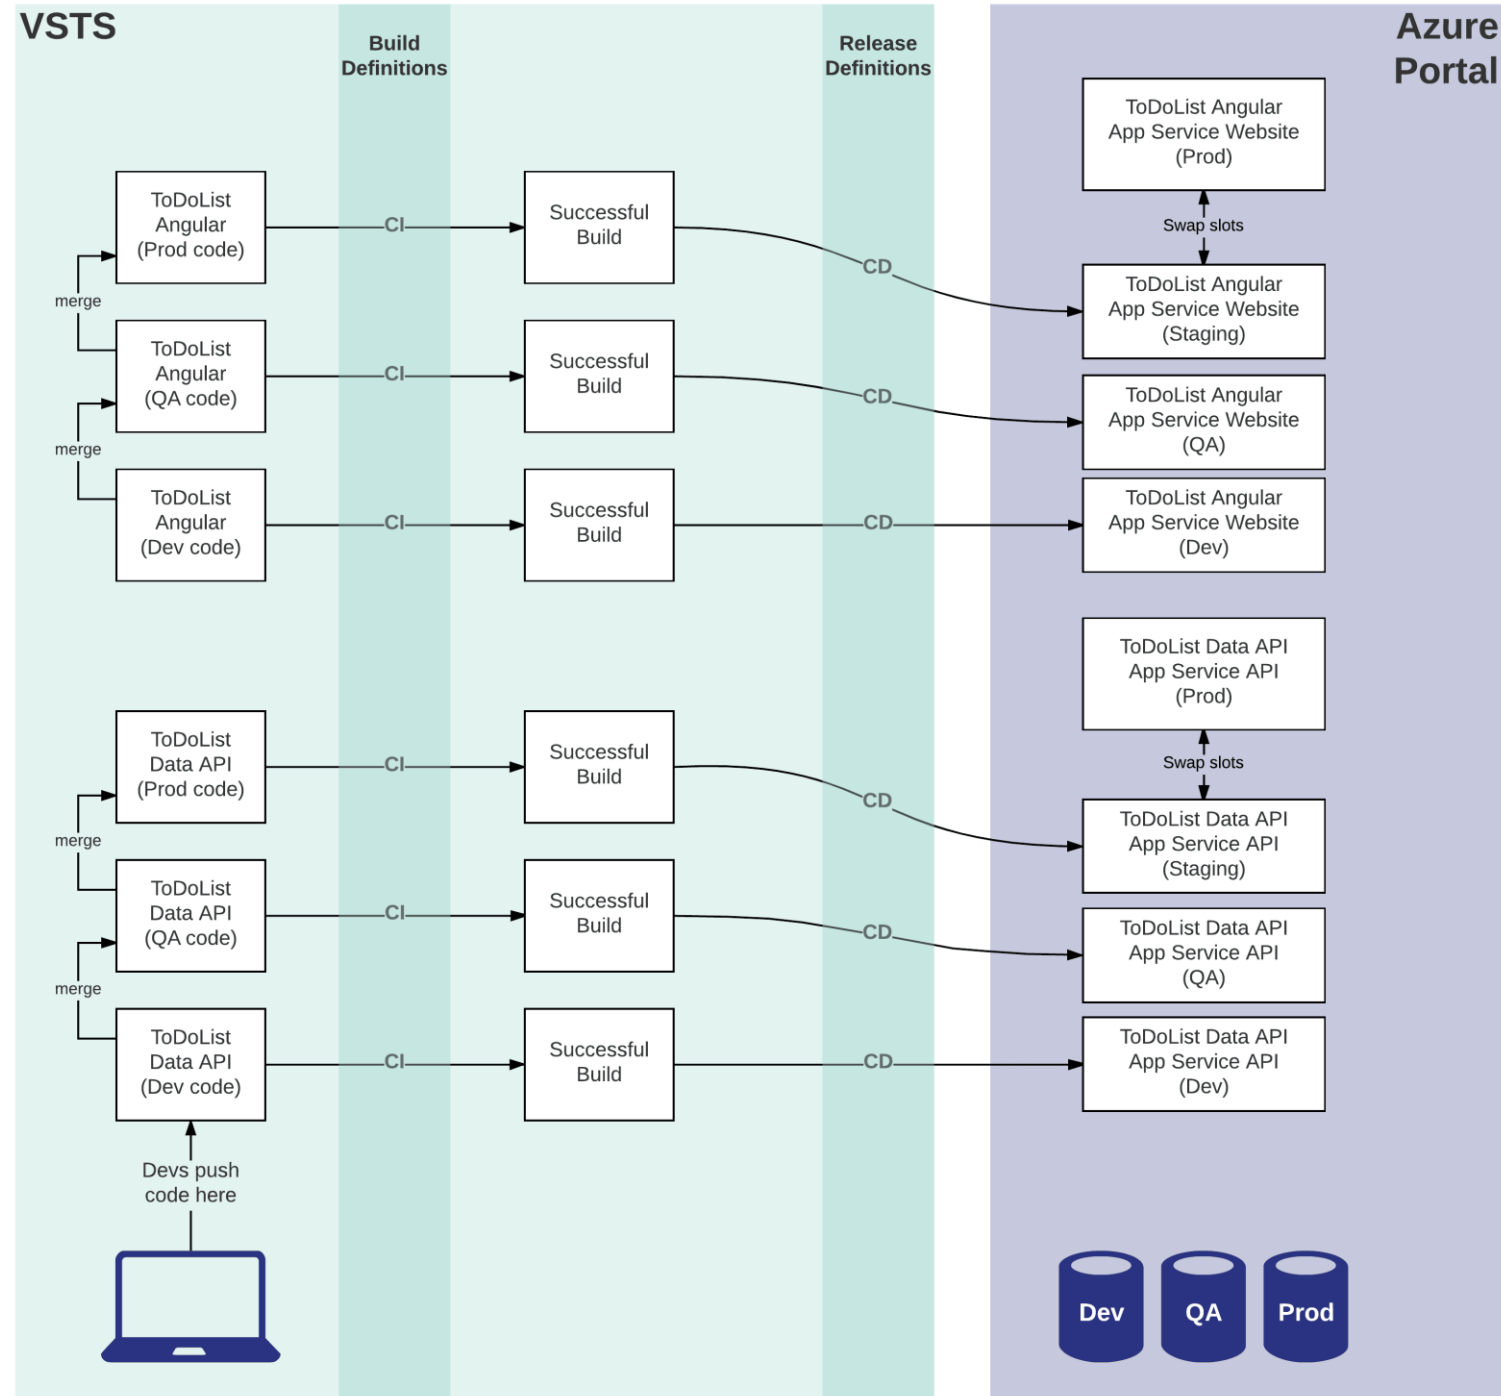 VSTS
Build
Definitions
Release
Definitions
Azure
Portal
ToDoList Angular
App Service Website
(Prod)
Swap slots
ToDoList
Angular
(Prod code)
CI
Successful
Build
CD
ToDoList Angular
App Service Website
(Staging)
merge
ToDoList
Angular
(QA code)
CI
Successful
Build
CD
ToDoList Angular
App Service Website
(QA)
merge
ToDoList
Angular
(Dev code)
CI
Successful
Build
CD
ToDoList Angular
App Service Website
(Dev)
ToDoList Data API
App Service API
(Prod)
Swap slots
ToDoList
Data API
(Prod code)
CI
Successful
Build
CD
ToDoList Data API
App Service API
(Staging)
merge
ToDoList
Data API
(QA code)
CI
Successful
Build
CD
ToDoList Data API
App Service API
(QA)
merge
ToDoList
Data API
(Dev code)
CI
Successful
Build
CD
ToDoList Data API
App Service API
(Dev)
Devs push
code here
Dev
QA
Prod